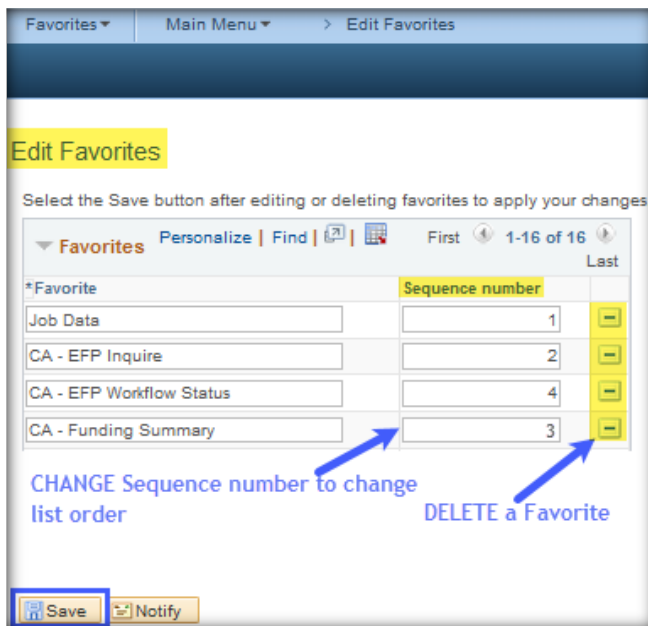 Favorites Main Menu > Edit Favorites
Edit Favorites
Select the Save button after editing or deleting favorites to apply your changes
Favorites Personalize | Find | | First 1-16 of 16
Last
*Favorite Sequence number
Job Data 1
CA - EFP Inquire 2
CA - EFP Workflow Status 4
CA - Funding Summary 3
CHANGE Sequence number to change
list order
DELETE a Favorite
Save Notify